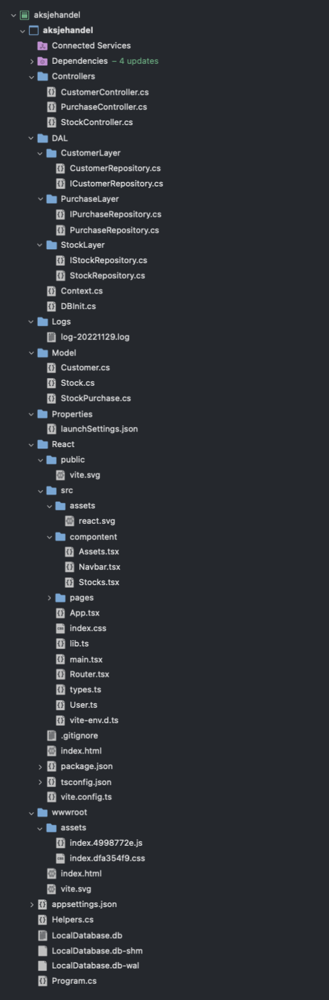 aksjehandel
aksjehandel
Connected Services
Dependencies – 4 updates
Controllers
CustomerController.cs
PurchaseController.cs
StockController.cs
DAL
CustomerLayer
CustomerRepository.cs
ICustomerRepository.cs
PurchaseLayer
IPurchaseRepository.cs
PurchaseRepository.cs
StockLayer
IStockRepository.cs
StockRepository.cs
Context.cs
DBInit.cs
Logs
log-20221129.log
Model
Customer.cs
Stock.cs
StockPurchase.cs
Properties
launchSettings.json
React
public
vite.svg
src
assets
react.svg
compontent
Assets.tsx
Navbar.tsx
Stocks.tsx
pages
App.tsx
index.css
lib.ts
main.tsx
Router.tsx
types.ts
User.ts
vite-env.d.ts
.gitignore
index.html
package.json
tsconfig.json
vite.config.ts
wwwroot
assets
index.4998772e.js
index.dfa354f9.css
index.html
vite.svg
appsettings.json
Helpers.cs
LocalDatabase.db
LocalDatabase.db-shm
LocalDatabase.db-wal
Program.cs